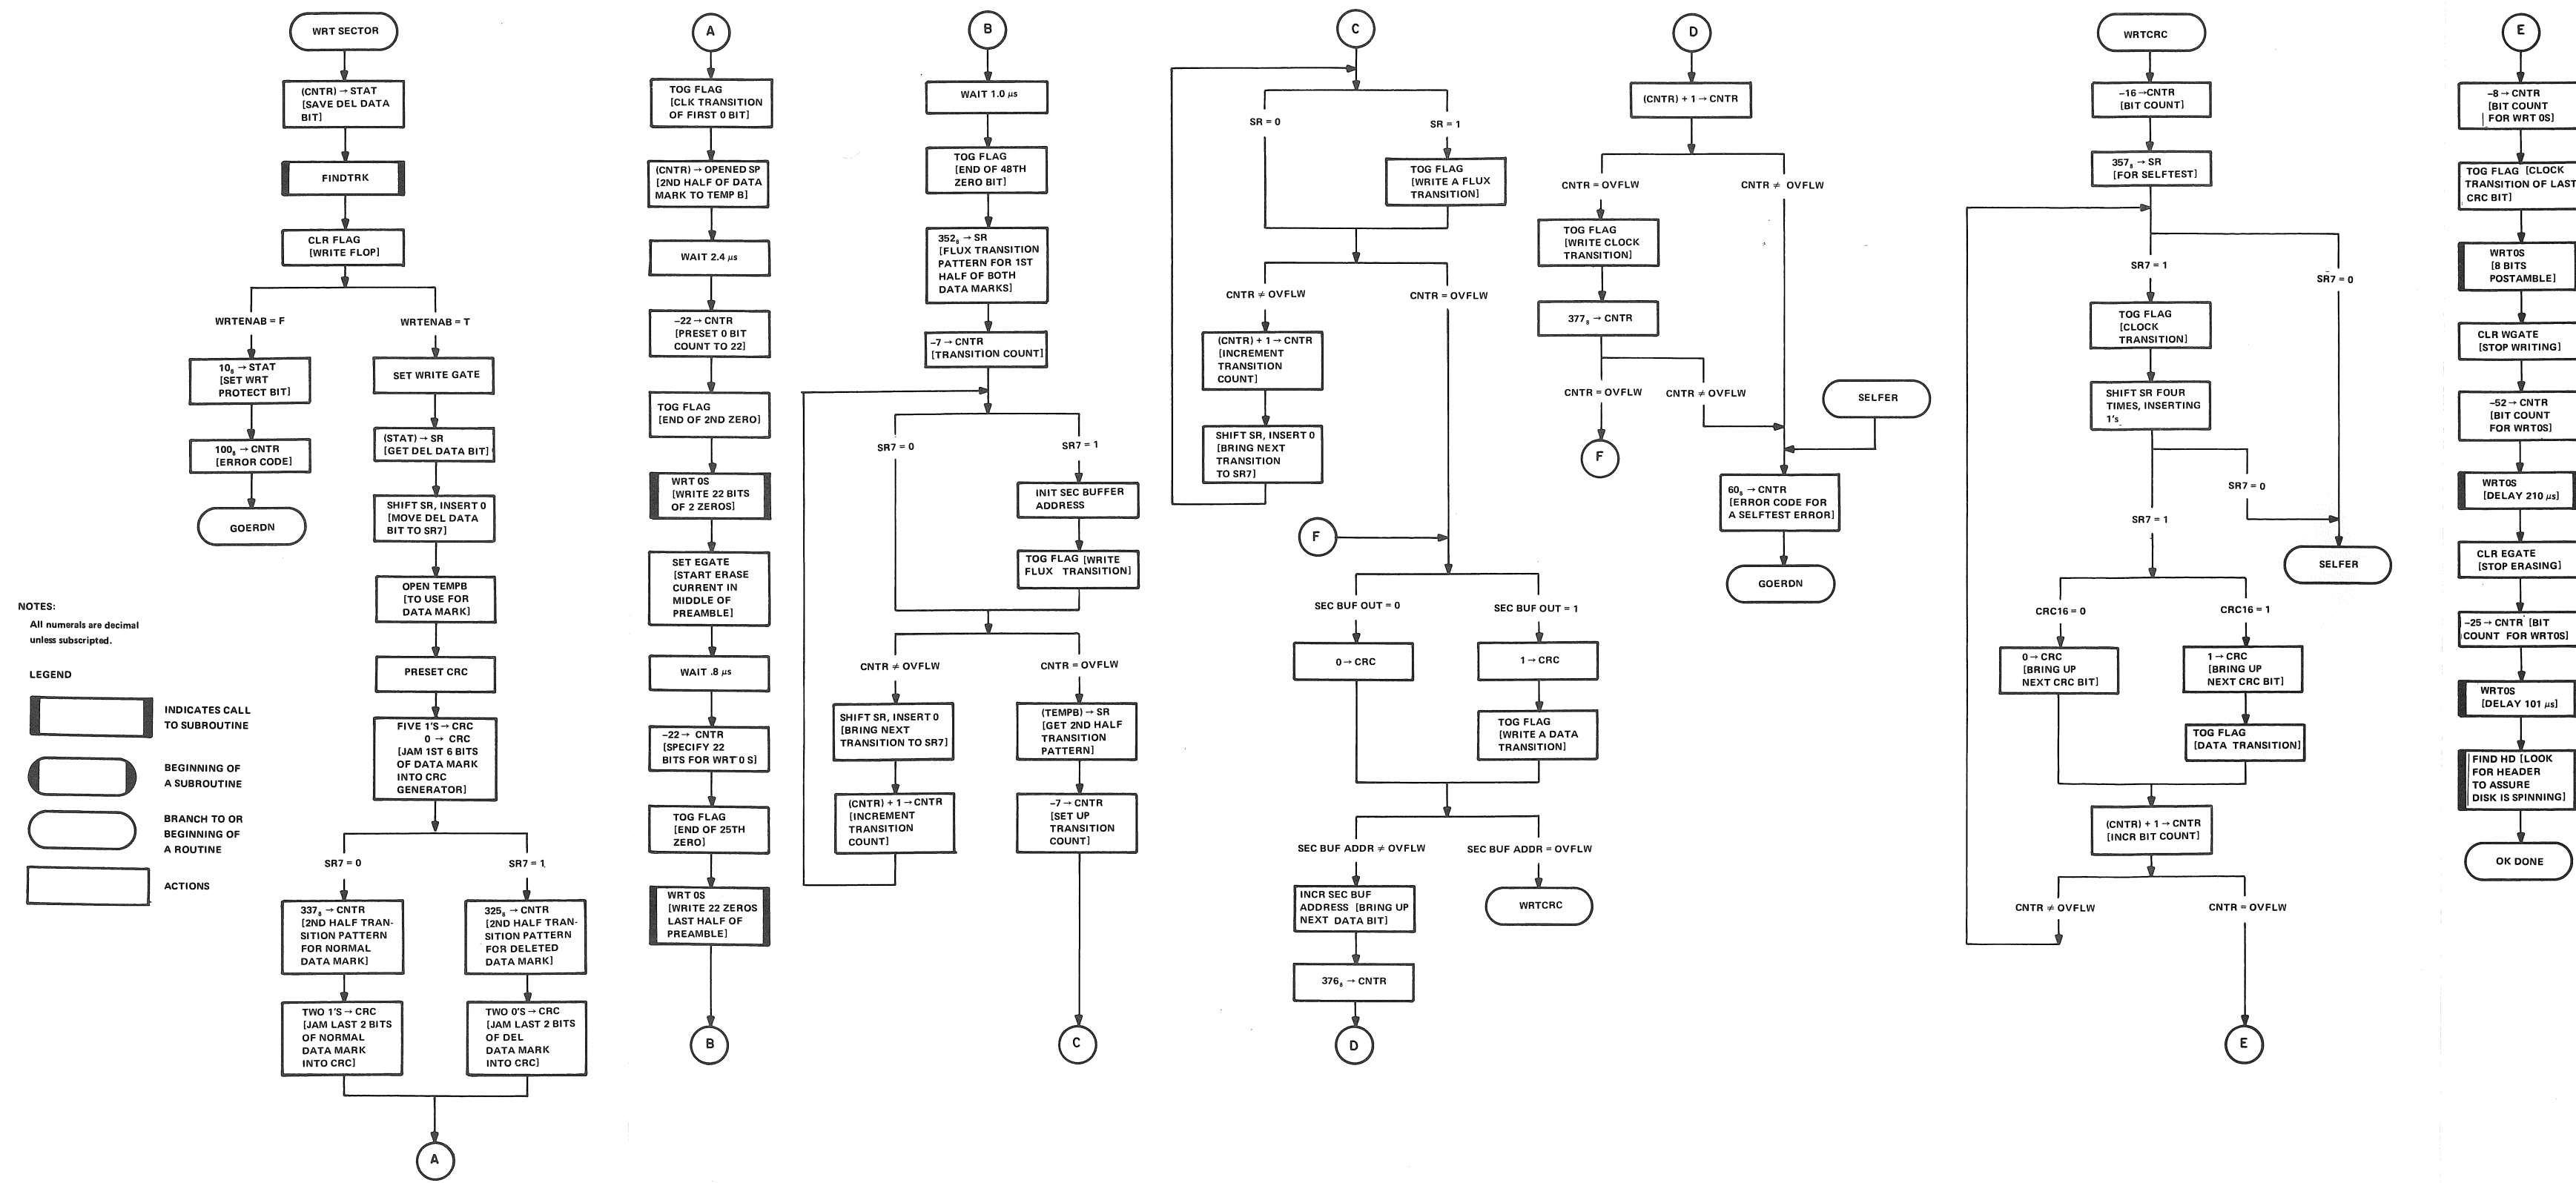 WRT SECTOR
(CNTR) → STAT
[SAVE DEL DATA
BIT]
FINDTRK
CLR FLAG
[WRITE FLOP]
WRTENAB = F
WRTENAB = T
10₈ → STAT
[SET WRT
PROTECT BIT]
100₈ → CNTR
[ERROR CODE]
GOERDN
SET WRITE GATE
(STAT) → SR
[GET DEL DATA BIT]
SHIFT SR, INSERT 0
[MOVE DEL DATA
BIT TO SR7]
OPEN TEMPB
[TO USE FOR
DATA MARK]
PRESET CRC
FIVE 1'S → CRC
0 → CRC
[JAM 1ST 6 BITS
OF DATA MARK
INTO CRC
GENERATOR]
SR7 = 0
SR7 = 1
337₈ → CNTR
[2ND HALF TRAN-
SITION PATTERN
FOR NORMAL
DATA MARK]
325₈ → CNTR
[2ND HALF TRAN-
SITION PATTERN
FOR DELETED
DATA MARK]
TWO 1'S → CRC
[JAM LAST 2 BITS
OF NORMAL
DATA MARK
INTO CRC]
TWO 0'S → CRC
[JAM LAST 2 BITS
OF DEL
DATA MARK
INTO CRC]
A
NOTES:
All numerals are decimal
unless subscripted.
LEGEND
INDICATES CALL
TO SUBROUTINE
BEGINNING OF
A SUBROUTINE
BRANCH TO OR
BEGINNING OF
A ROUTINE
ACTIONS
A
TOG FLAG
[CLK TRANSITION
OF FIRST 0 BIT]
(CNTR) → OPENED SP
[2ND HALF OF DATA
MARK TO TEMP B]
WAIT 2.4 µs
−22 → CNTR
[PRESET 0 BIT
COUNT TO 22]
TOG FLAG
[END OF 2ND ZERO]
WRT 0S
[WRITE 22 BITS
OF 2 ZEROS]
SET EGATE
[START ERASE
CURRENT IN
MIDDLE OF
PREAMBLE]
WAIT .8 µs
−22 → CNTR
[SPECIFY 22
BITS FOR WRT 0 S]
TOG FLAG
[END OF 25TH
ZERO]
WRT 0S
[WRITE 22 ZEROS
LAST HALF OF
PREAMBLE]
B
B
WAIT 1.0 µs
TOG FLAG
[END OF 48TH
ZERO BIT]
352₈ → SR
[FLUX TRANSITION
PATTERN FOR 1ST
HALF OF BOTH
DATA MARKS]
−7 → CNTR
[TRANSITION COUNT]
SR7 = 0
SR7 = 1
INIT SEC BUFFER
ADDRESS
TOG FLAG [WRITE
FLUX TRANSITION]
CNTR ≠ OVFLW
CNTR = OVFLW
SHIFT SR, INSERT 0
[BRING NEXT
TRANSITION TO SR7]
(CNTR) + 1 → CNTR
[INCREMENT
TRANSITION
COUNT]
(TEMPB) → SR
[GET 2ND HALF
TRANSITION
PATTERN]
−7 → CNTR
[SET UP
TRANSITION
COUNT]
C
C
SR = 0
SR = 1
TOG FLAG
[WRITE A FLUX
TRANSITION]
CNTR ≠ OVFLW
CNTR = OVFLW
(CNTR) + 1 → CNTR
[INCREMENT
TRANSITION
COUNT]
SHIFT SR, INSERT 0
[BRING NEXT
TRANSITION
TO SR7]
F
SEC BUF OUT = 0
SEC BUF OUT = 1
0 → CRC
1 → CRC
TOG FLAG
[WRITE A DATA
TRANSITION]
SEC BUF ADDR ≠ OVFLW
SEC BUF ADDR = OVFLW
INCR SEC BUF
ADDRESS [BRING UP
NEXT DATA BIT]
WRTCRC
376₈ → CNTR
D
D
(CNTR) + 1 → CNTR
CNTR = OVFLW
CNTR ≠ OVFLW
TOG FLAG
[WRITE CLOCK
TRANSITION]
377₈ → CNTR
CNTR = OVFLW
CNTR ≠ OVFLW
F
SELFER
60₈ → CNTR
[ERROR CODE FOR
A SELFTEST ERROR]
GOERDN
WRTCRC
−16 → CNTR
[BIT COUNT]
357₈ → SR
[FOR SELFTEST]
SR7 = 1
SR7 = 0
TOG FLAG
[CLOCK
TRANSITION]
SHIFT SR FOUR
TIMES, INSERTING
1's
SR7 = 0
SR7 = 1
SELFER
CRC16 = 0
CRC16 = 1
0 → CRC
[BRING UP
NEXT CRC BIT]
1 → CRC
[BRING UP
NEXT CRC BIT]
TOG FLAG
[DATA TRANSITION]
(CNTR) + 1 → CNTR
[INCR BIT COUNT]
CNTR ≠ OVFLW
CNTR = OVFLW
E
E
−8 → CNTR
[BIT COUNT
FOR WRT 0S]
TOG FLAG [CLOCK
TRANSITION OF LAST
CRC BIT]
WRT0S
[8 BITS
POSTAMBLE]
CLR WGATE
[STOP WRITING]
−52 → CNTR
[BIT COUNT
FOR WRT0S]
WRT0S
[DELAY 210 µs]
CLR EGATE
[STOP ERASING]
−25 → CNTR [BIT
COUNT FOR WRT0S]
WRT0S
[DELAY 101 µs]
FIND HD [LOOK
FOR HEADER
TO ASSURE
DISK IS SPINNING]
OK DONE